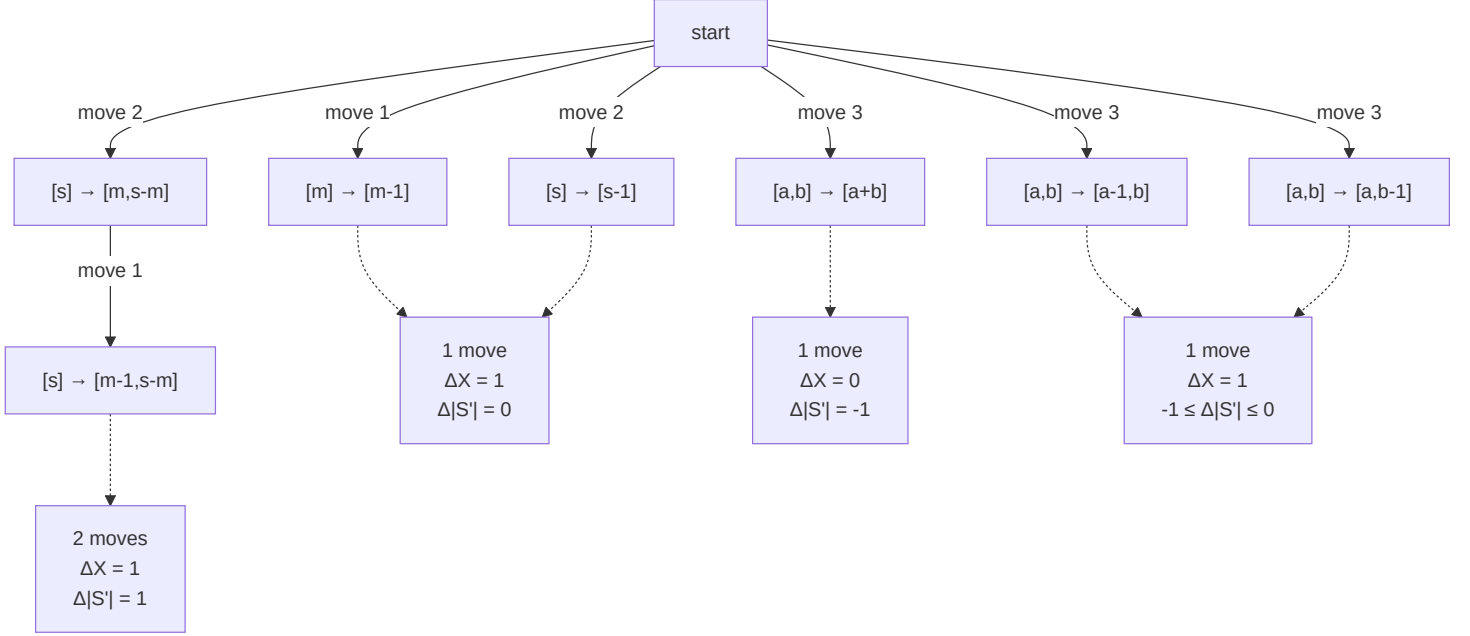 start
move 2
move 1
move 2
move 3
move 3
move 3
[s] → [m,s-m]
[m] → [m-1]
[s] → [s-1]
[a,b] → [a+b]
[a,b] → [a-1,b]
[a,b] → [a,b-1]
move 1
[s] → [m-1,s-m]
1 move
ΔX = 1
Δ|S'| = 0
1 move
ΔX = 0
Δ|S'| = -1
1 move
ΔX = 1
-1 ≤ Δ|S'| ≤ 0
2 moves
ΔX = 1
Δ|S'| = 1